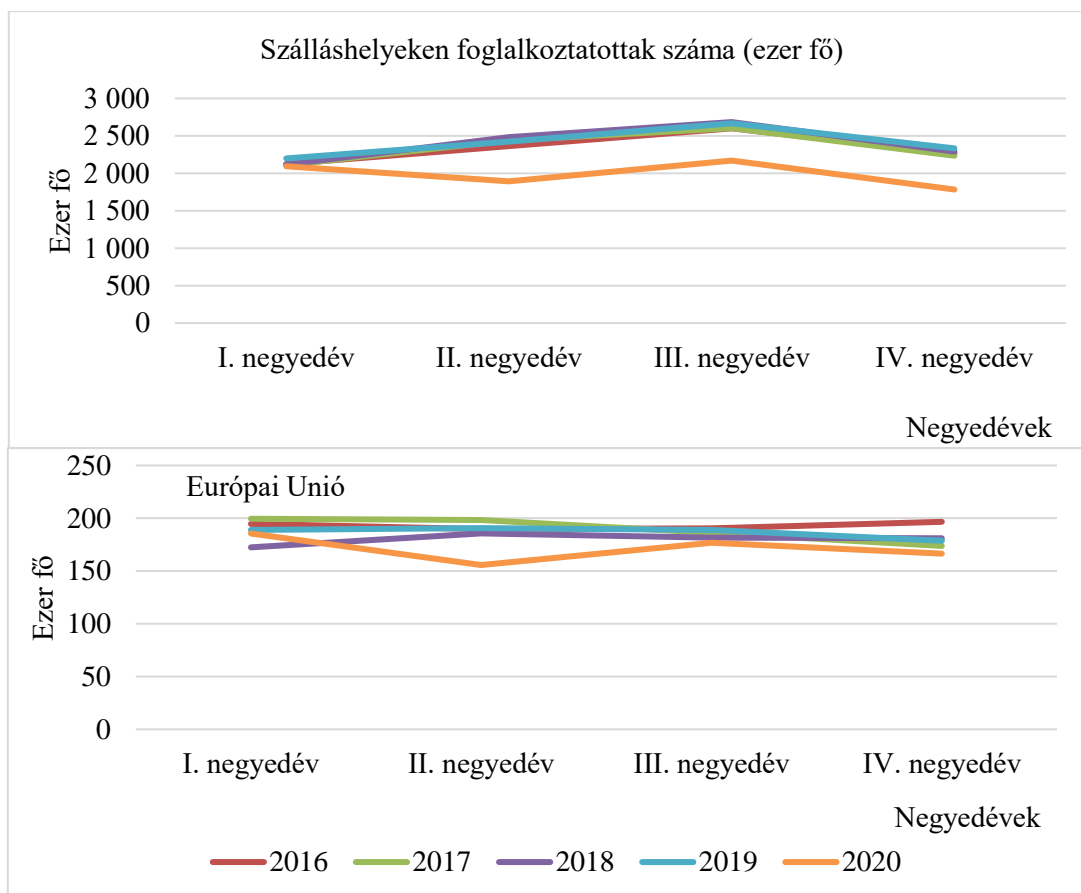 Szálláshelyeken foglalkoztatottak száma (ezer fő)
3 000
2 500
2 000
1 500
1 000
500
0
Ezer fő
I. negyedév II. negyedév III. negyedév IV. negyedév
Negyedévek
250
200
150
100
50
0
Európai Unió
Ezer fő
I. negyedév II. negyedév III. negyedév IV. negyedév
Negyedévek
2016 2017 2018 2019 2020